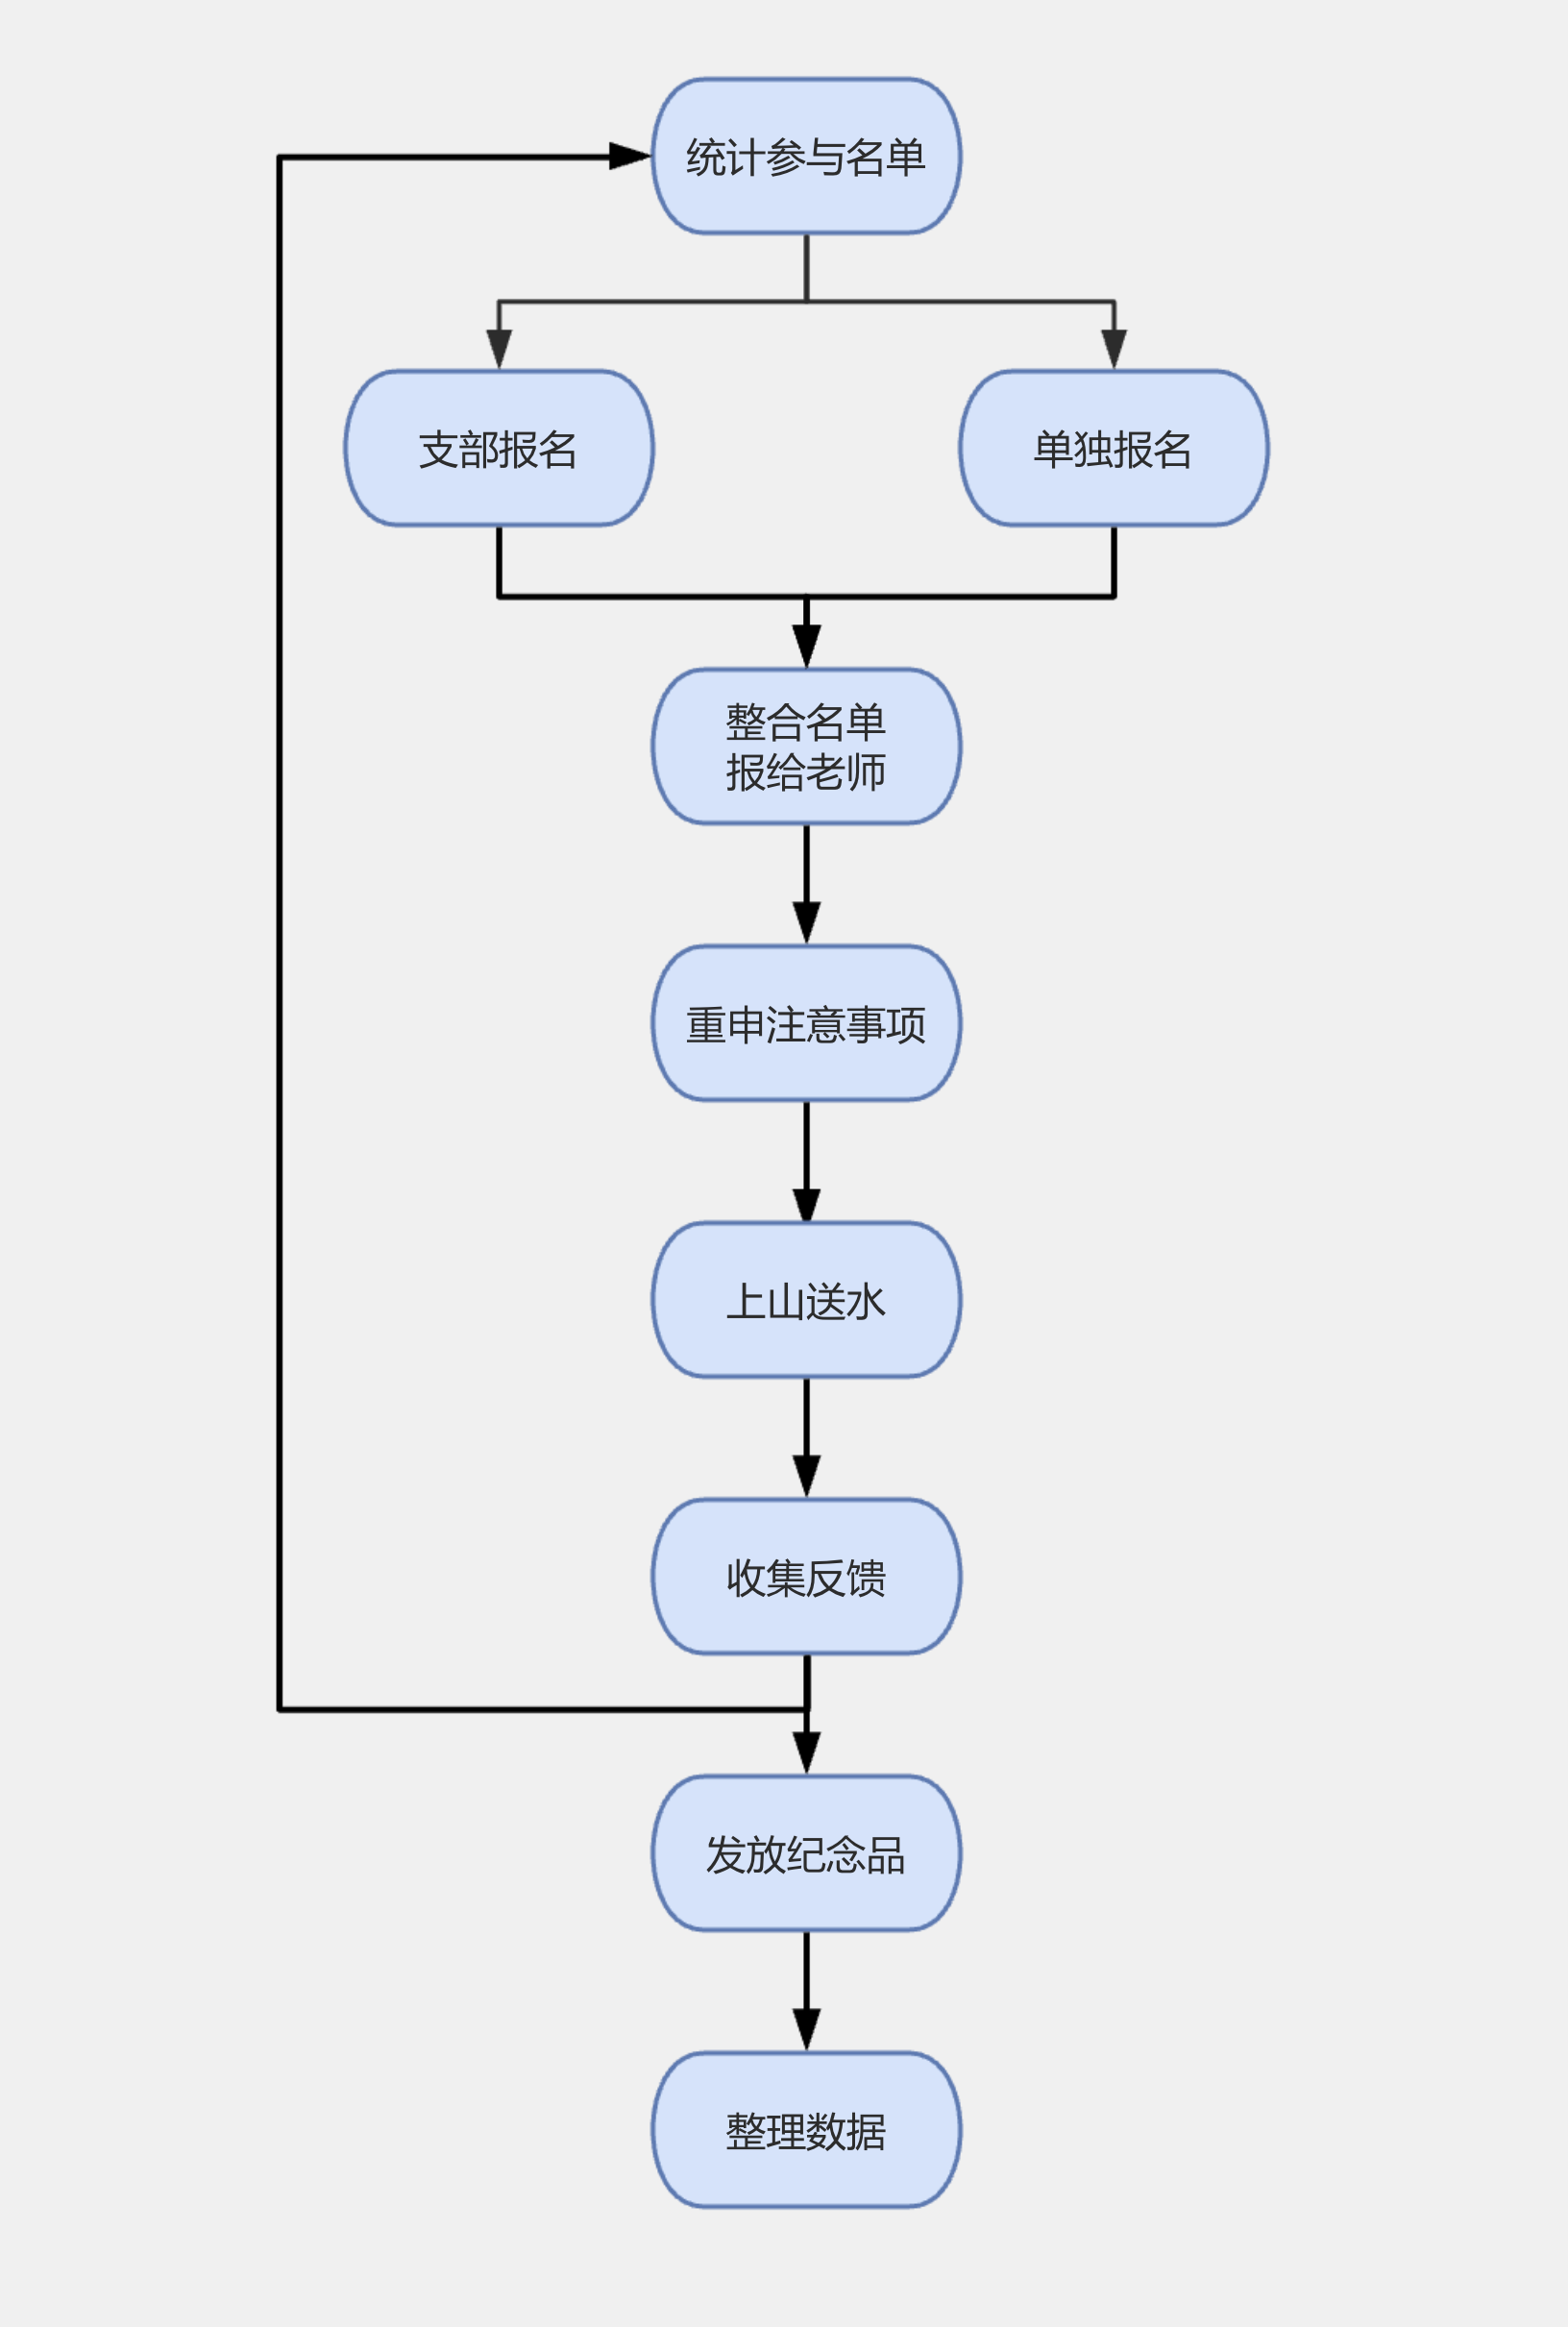 统计参与名单
支部报名
单独报名
整合名单
报给老师
重申注意事项
上山送水
收集反馈
发放纪念品
整理数据